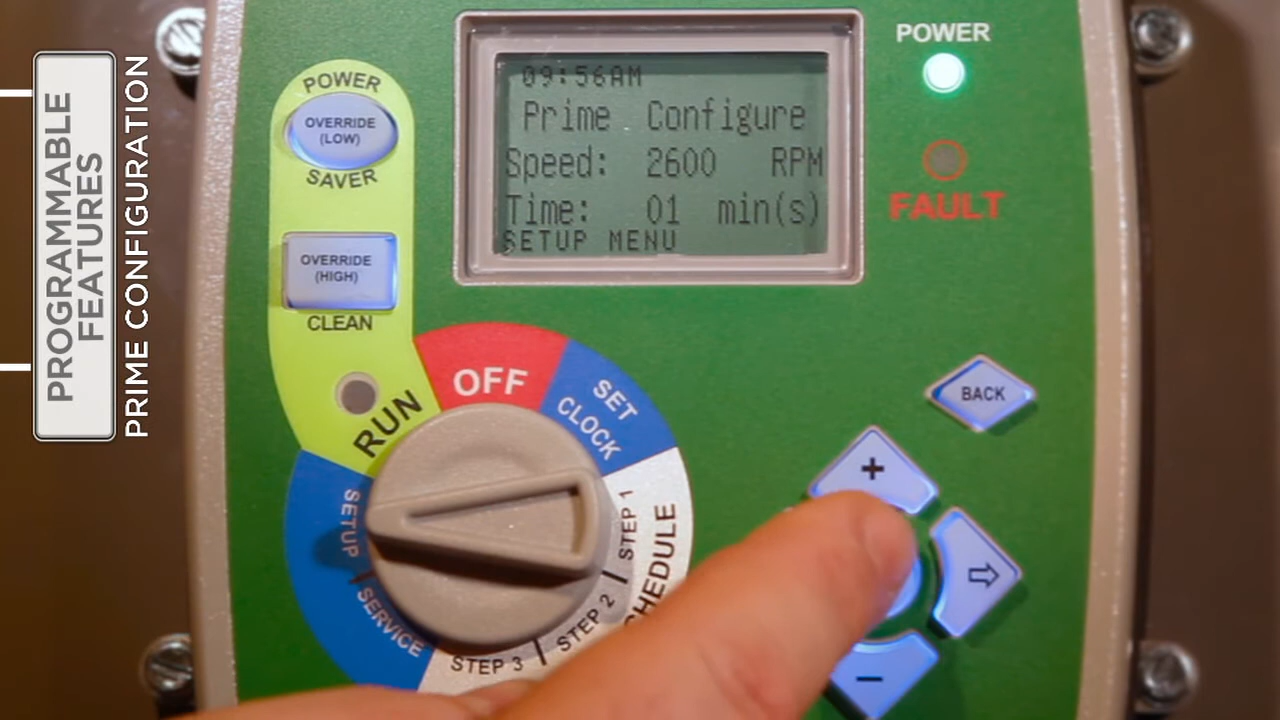 PROGRAMMABLE
FEATURES
PRIME CONFIGURATION
POWER
OVERRIDE
(LOW)
SAVER
OVERRIDE
(HIGH)
CLEAN
09:56AM
Prime Configure
Speed: 2600 RPM
Time: 01 min(s)
SETUP MENU
POWER
FAULT
RUN
OFF
SET
CLOCK
SETUP
SERVICE
STEP 1
STEP 2
STEP 3
BACK
+
-